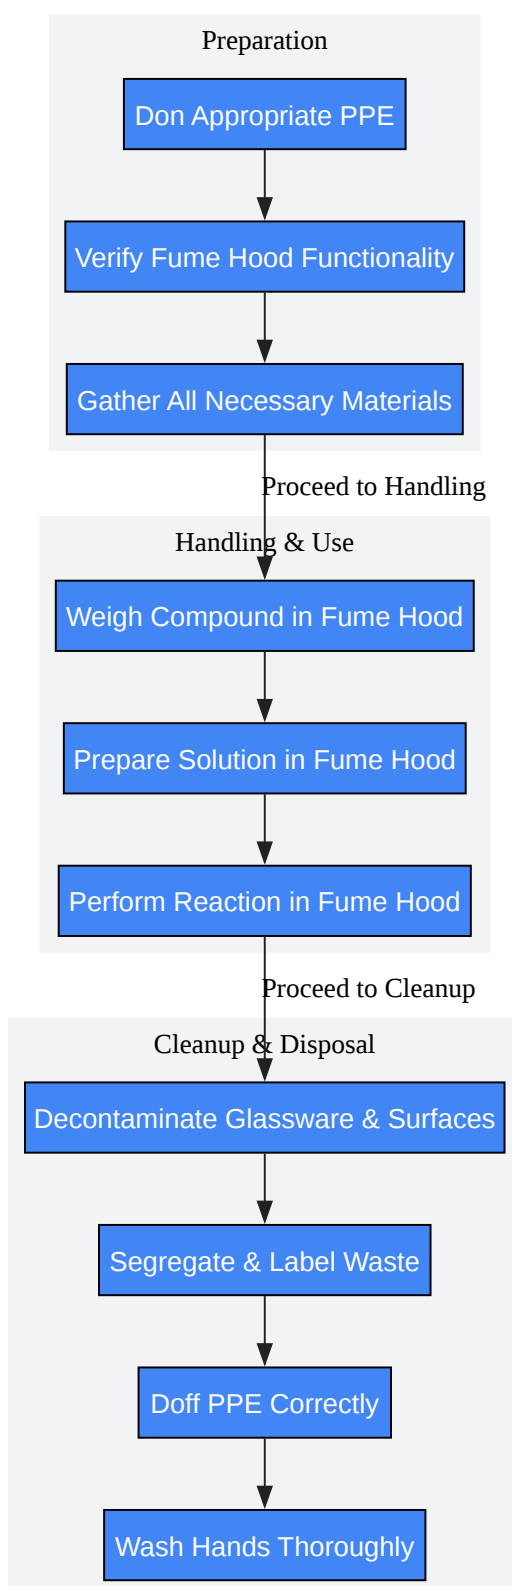 Preparation
Don Appropriate PPE
Verify Fume Hood Functionality
Gather All Necessary Materials
Proceed to Handling
Handling & Use
Weigh Compound in Fume Hood
Prepare Solution in Fume Hood
Perform Reaction in Fume Hood
Proceed to Cleanup
Cleanup & Disposal
Decontaminate Glassware & Surfaces
Segregate & Label Waste
Doff PPE Correctly
Wash Hands Thoroughly